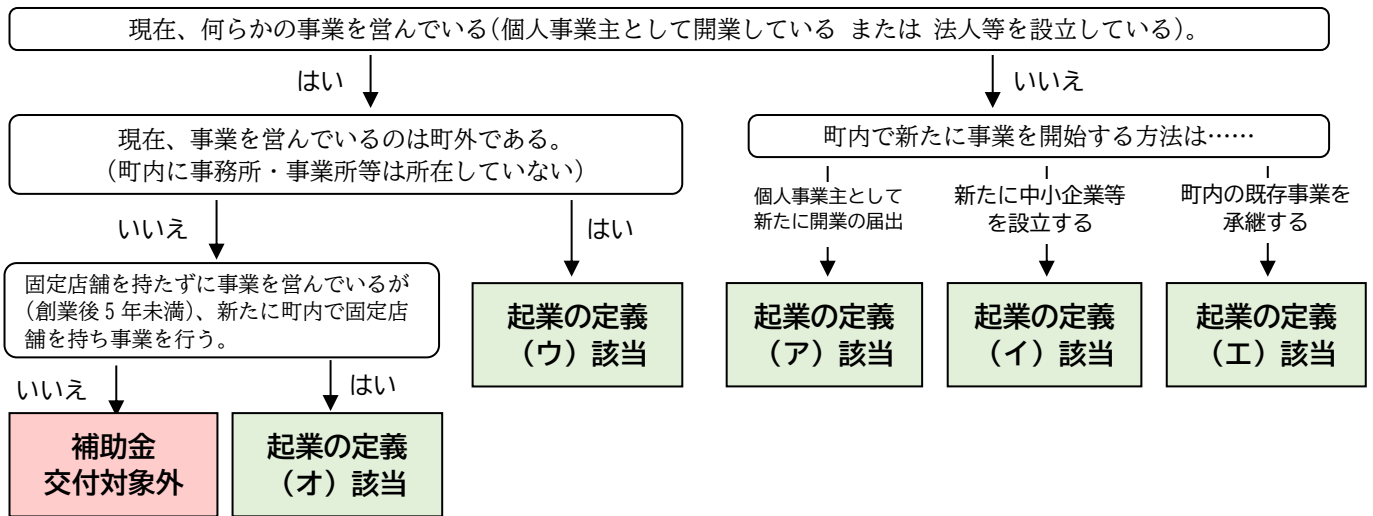 現在、何らかの事業を営んでいる(個人事業主として開業している または 法人等を設立している)。
はい
いいえ
現在、事業を営んでいるのは町外である。
(町内に事務所・事業所等は所在していない)
町内で新たに事業を開始する方法は……
個人事業主として
新たに開業の届出
新たに中小企業等
を設立する
町内の既存事業を
承継する
いいえ
はい
固定店舗を持たずに事業を営んでいるが
(創業後5年未満)、新たに町内で固定店
舗を持ち事業を行う。
起業の定義
(ウ)該当
起業の定義
(ア)該当
起業の定義
(イ)該当
起業の定義
(エ)該当
いいえ
はい
補助金
交付対象外
起業の定義
(オ)該当